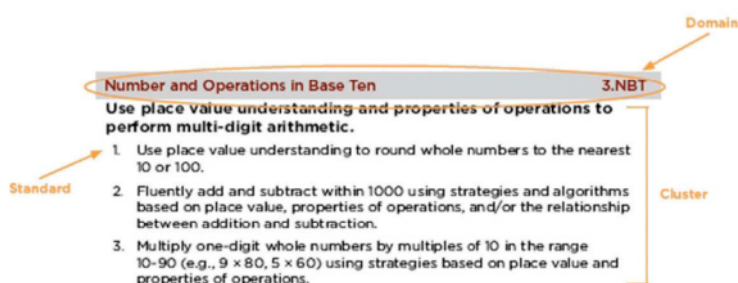 Domain
Number and Operations in Base Ten 3.NBT
Use place value understanding and properties of operations to
perform multi-digit arithmetic.
1. Use place value understanding to round whole numbers to the nearest
10 or 100.
Standard
2. Fluently add and subtract within 1000 using strategies and algorithms
based on place value, properties of operations, and/or the relationship
between addition and subtraction.
Cluster
3. Multiply one-digit whole numbers by multiples of 10 in the range
10-90 (e.g., 9 × 80, 5 × 60) using strategies based on place value and
properties of operations.